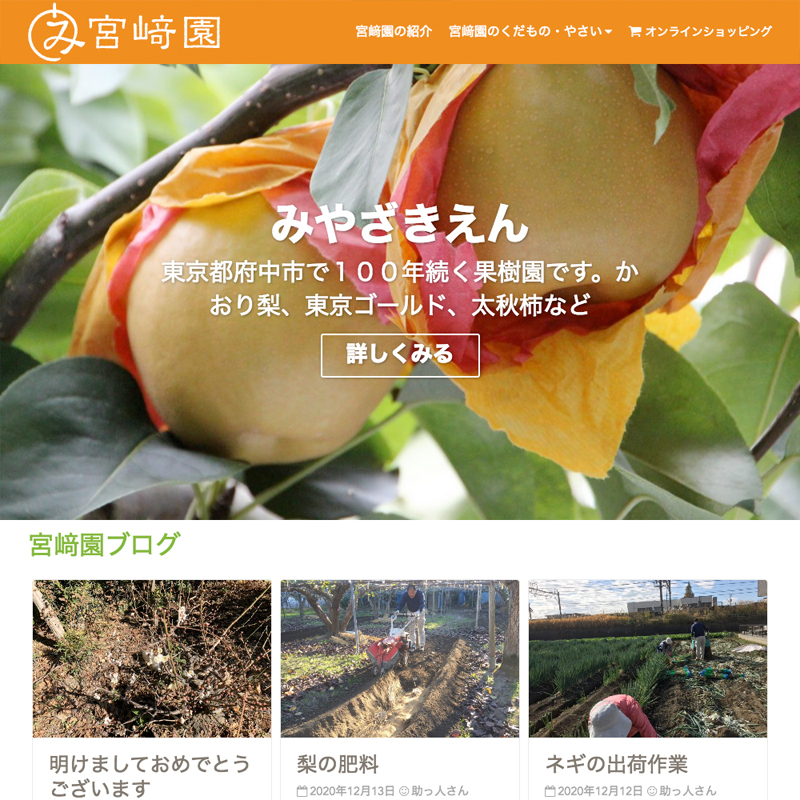 み宮﨑園
宮﨑園の紹介 宮﨑園のくだもの・やさい オンラインショッピング
みやざきえん
東京都府中市で１００年続く果樹園です。か
おり梨、東京ゴールド、太秋柿など
詳しくみる
宮﨑園ブログ
明けましておめでとう
ございます
梨の肥料
2020年12月13日 助っ人さん
ネギの出荷作業
2020年12月12日 助っ人さん